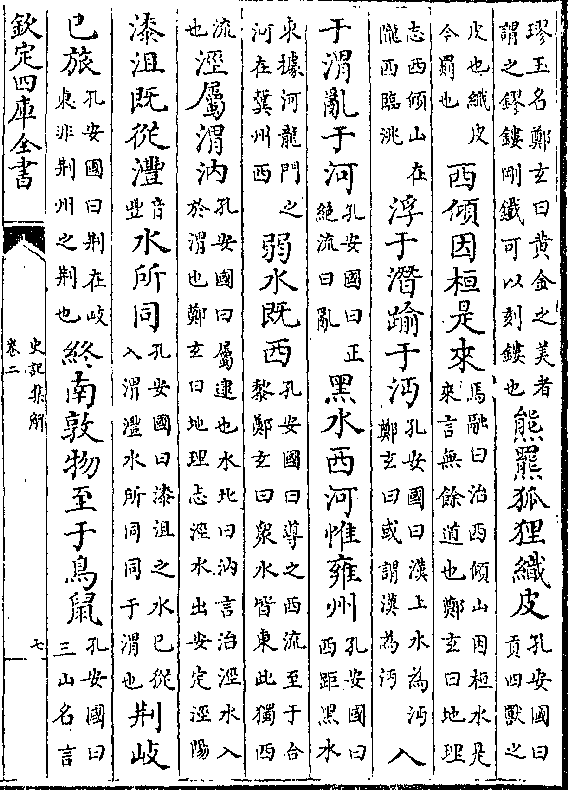 璆玉名鄭玄曰黄金之美者謂之鏐鏤剛鐵可以刻鏤也熊羆狐狸織皮孔安國曰貢四獸之
皮也織皮今罽也西傾因桓是來馬融曰治西傾山因桓水是來言無餘道也鄭玄曰地理
志西傾山在隴西臨洮浮于潛踰于沔孔安國曰漢上水為沔鄭玄曰或謂漢為沔入
于渭亂于河孔安國曰正絶流曰亂黑水西河惟雍州孔安國曰西距黑水
東據河龍門之河在冀州西弱水既西孔安國曰導之西流至于合黎鄭玄曰衆水皆東此獨西
流也涇屬渭汭孔安國曰屬逮也水北曰汭言治涇水入於渭也鄭玄曰地理志涇水出安定涇陽
漆沮既從灃音豐水所同孔安國曰漆沮之水已從入渭灃水所同同于渭也荆岐
已旅孔安國曰荆在岐東非荆州之荆也終南敦物至于鳥鼠孔安國曰三山名言
欽定四庫全書
史記集解
卷二
七